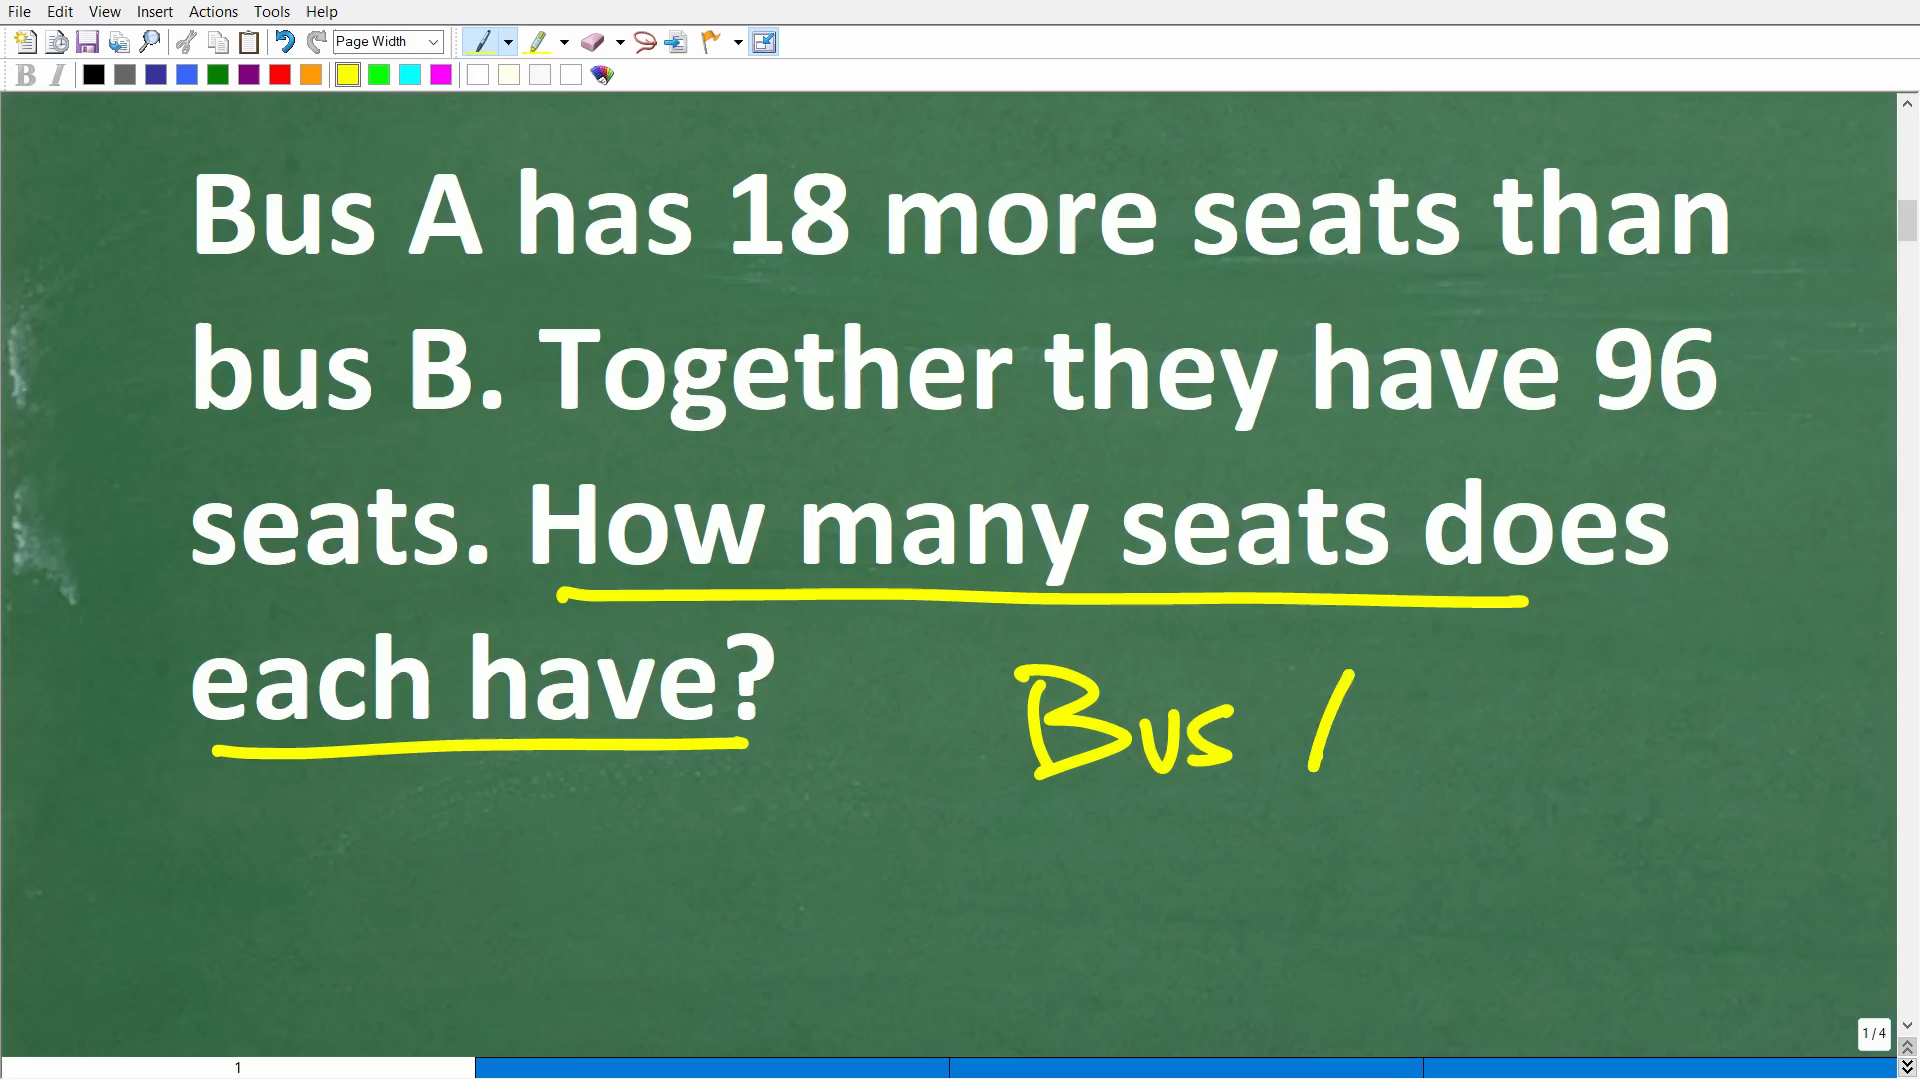 File Edit View Insert Actions Tools Help
Page Width
B I
Bus A has 18 more seats than
bus B. Together they have 96
seats. How many seats does
each have?
Bus /
1 / 4
1